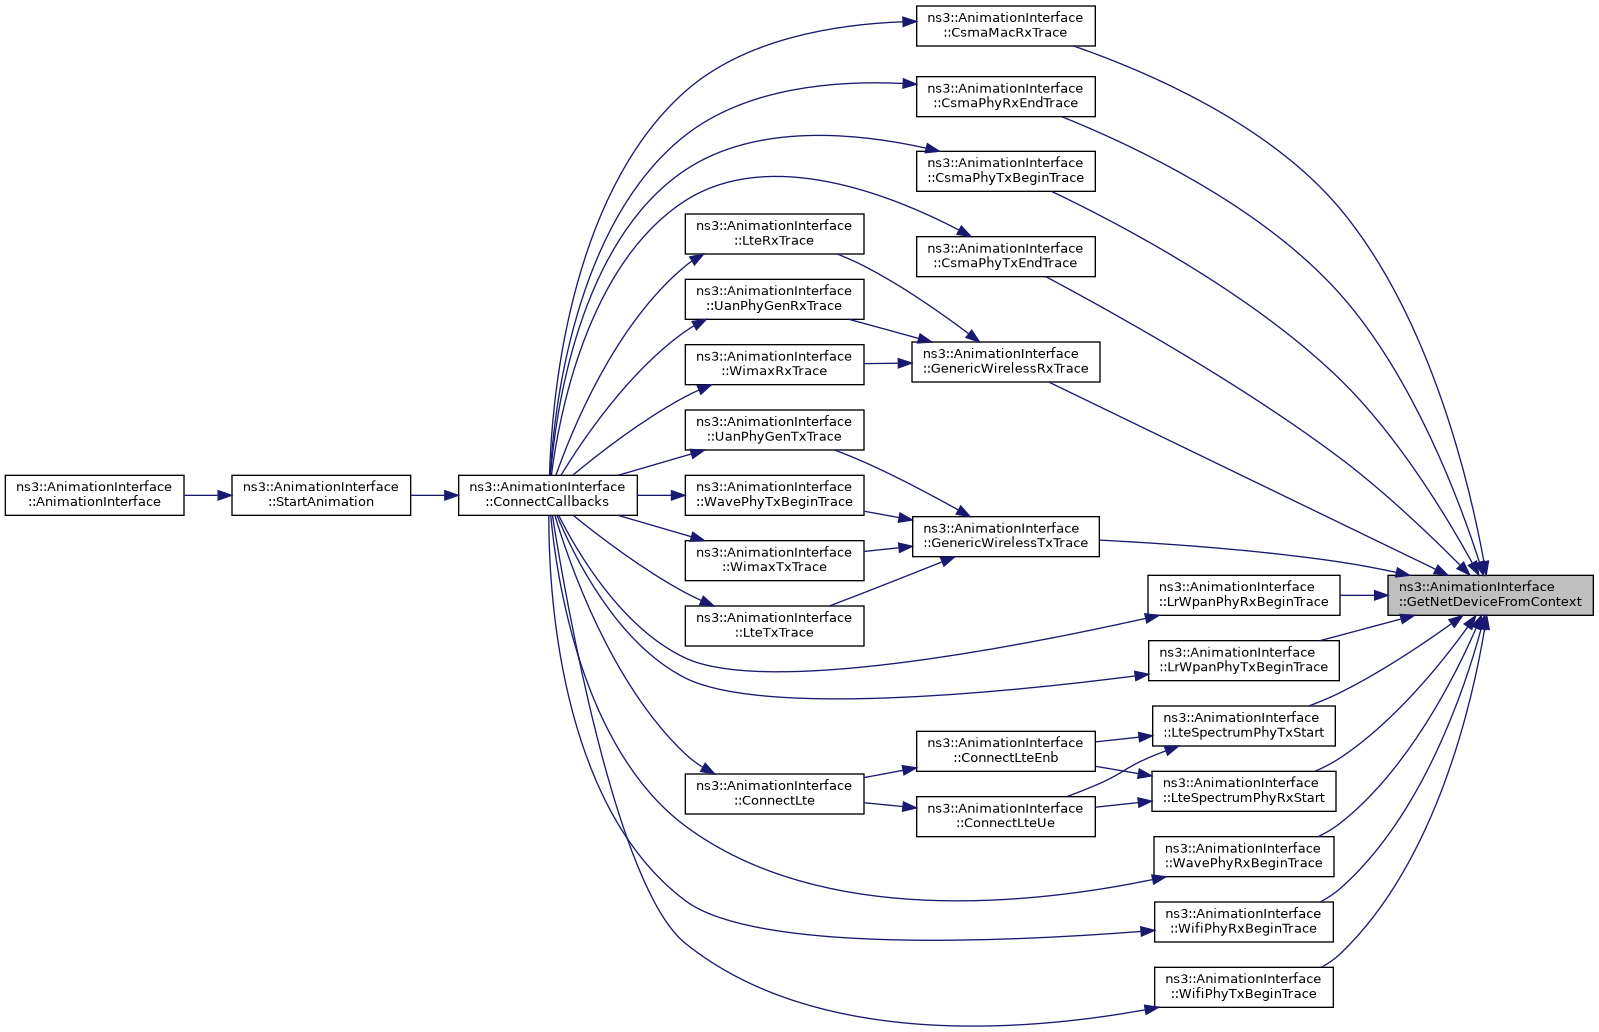 ns3::AnimationInterface
::CsmaMacRxTrace
ns3::AnimationInterface
::CsmaPhyRxEndTrace
ns3::AnimationInterface
::CsmaPhyTxBeginTrace
ns3::AnimationInterface
::LteRxTrace
ns3::AnimationInterface
::CsmaPhyTxEndTrace
ns3::AnimationInterface
::UanPhyGenRxTrace
ns3::AnimationInterface
::WimaxRxTrace
ns3::AnimationInterface
::GenericWirelessRxTrace
ns3::AnimationInterface
::UanPhyGenTxTrace
ns3::AnimationInterface
::AnimationInterface
ns3::AnimationInterface
::StartAnimation
ns3::AnimationInterface
::ConnectCallbacks
ns3::AnimationInterface
::WavePhyTxBeginTrace
ns3::AnimationInterface
::GenericWirelessTxTrace
ns3::AnimationInterface
::WimaxTxTrace
ns3::AnimationInterface
::LrWpanPhyRxBeginTrace
ns3::AnimationInterface
::GetNetDeviceFromContext
ns3::AnimationInterface
::LteTxTrace
ns3::AnimationInterface
::LrWpanPhyTxBeginTrace
ns3::AnimationInterface
::LteSpectrumPhyTxStart
ns3::AnimationInterface
::ConnectLteEnb
ns3::AnimationInterface
::LteSpectrumPhyRxStart
ns3::AnimationInterface
::ConnectLte
ns3::AnimationInterface
::ConnectLteUe
ns3::AnimationInterface
::WavePhyRxBeginTrace
ns3::AnimationInterface
::WifiPhyRxBeginTrace
ns3::AnimationInterface
::WifiPhyTxBeginTrace